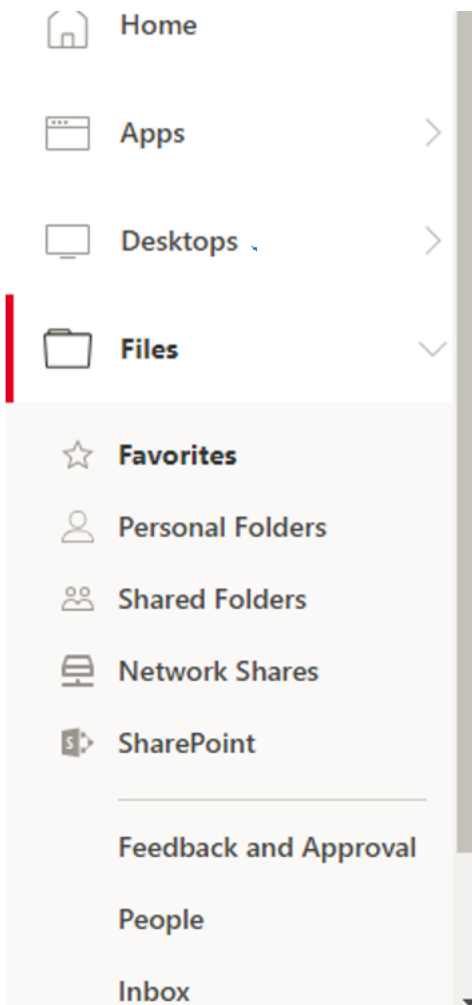 Home
Apps
Desktops
Files
Favorites
Personal Folders
Shared Folders
Network Shares
SharePoint
Feedback and Approval
People
Inbox